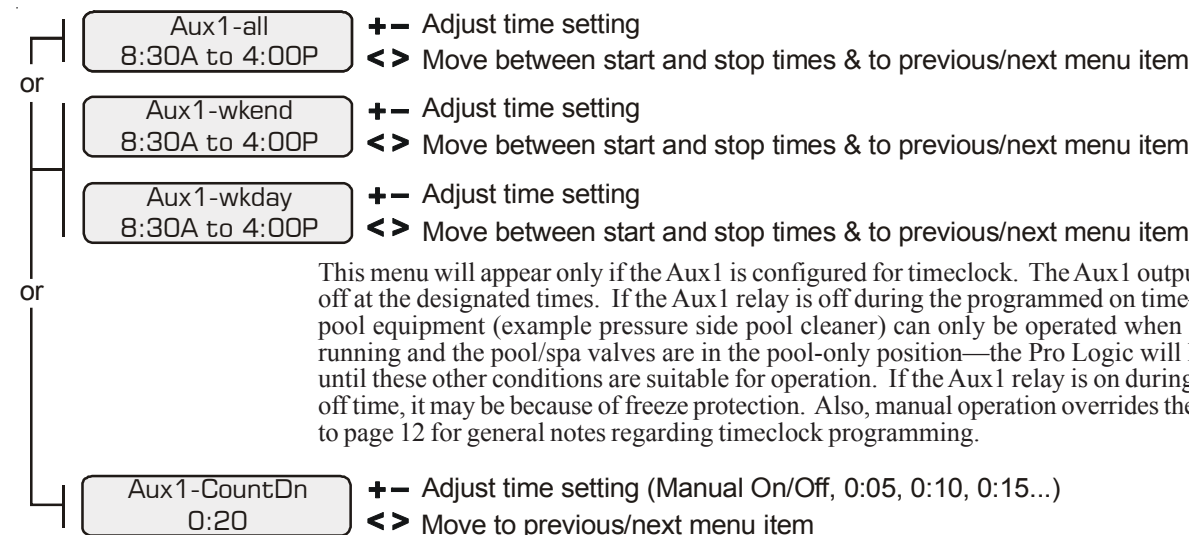 Aux1-all
8:30A to 4:00P
+− Adjust time setting
< > Move between start and stop times & to previous/next menu item
or
Aux1-wkend
8:30A to 4:00P
+− Adjust time setting
< > Move between start and stop times & to previous/next menu item
Aux1-wkday
8:30A to 4:00P
+− Adjust time setting
< > Move between start and stop times & to previous/next menu item
or
This menu will appear only if the Aux1 is configured for timeclock. The Aux1
off at the designated times. If the Aux1 relay is off during the programmed on
pool equipment (example pressure side pool cleaner) can only be operated when
running and the pool/spa valves are in the pool-only position—the Pro Logic will
until these other conditions are suitable for operation. If the Aux1 relay is on during
off time, it may be because of freeze protection. Also, manual operation overrides
to page 12 for general notes regarding timeclock programming.
Aux1-CountDn
0:20
+− Adjust time setting (Manual On/Off, 0:05, 0:10, 0:15...)
< > Move to previous/next menu item